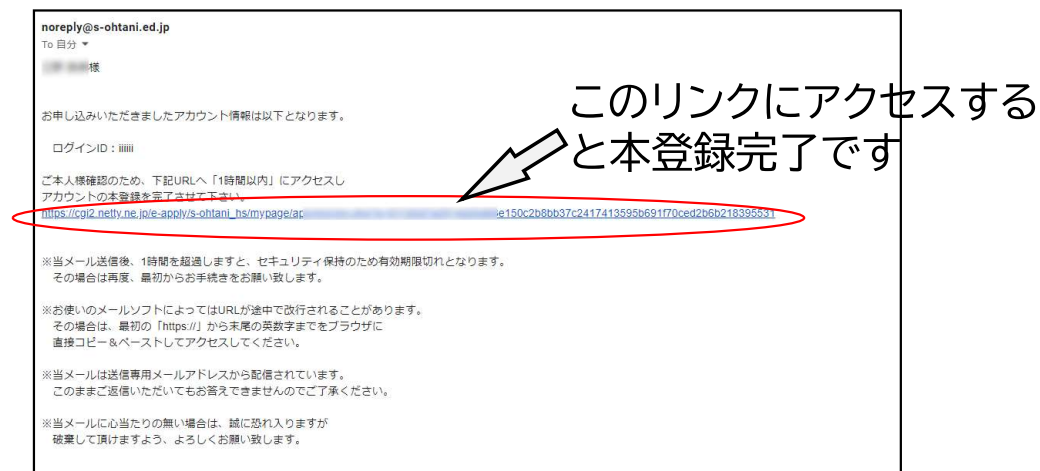 noreply@s-ohtani.ed.jp
To 自分
様
お申し込みいただきましたアカウント情報は以下となります。
ログインID：iiiiii
ご本人様確認のため、下記URLへ「1時間以内」にアクセスし
アカウントの本登録を完了させて下さい。
https://cgi2.netty.ne.jp/e-apply/s-ohtani_hs/mypage/ap e150c2b8bb37c2417413595b691f70ced2b6b218395531
このリンクにアクセスする
と本登録完了です
※当メール送信後、1時間を超過しますと、セキュリティ保持のため有効期限切れとなります。
その場合は再度、最初からお手続きをお願い致します。
※お使いのメールソフトによってはURLが途中で改行されることがあります。
その場合は、最初の「https://」から末尾の英数字までをブラウザに
直接コピー＆ペーストしてアクセスしてください。
※当メールは送信専用メールアドレスから配信されています。
このままご返信いただいてもお答えできませんのでご了承ください。
※当メールに心当たりの無い場合は、誠に恐れ入りますが
破棄して頂けますよう、よろしくお願い致します。